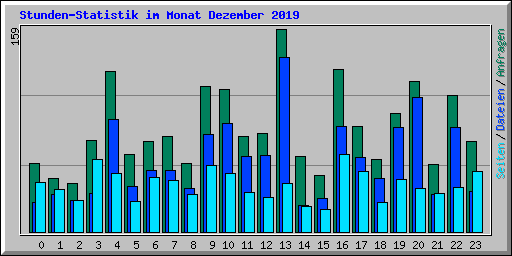 Stunden-Statistik im Monat Dezember 2019
159
Seiten / Dateien / Anfragen
0 1 2 3 4 5 6 7 8 9 10 11 12 13 14 15 16 17 18 19 20 21 22 23